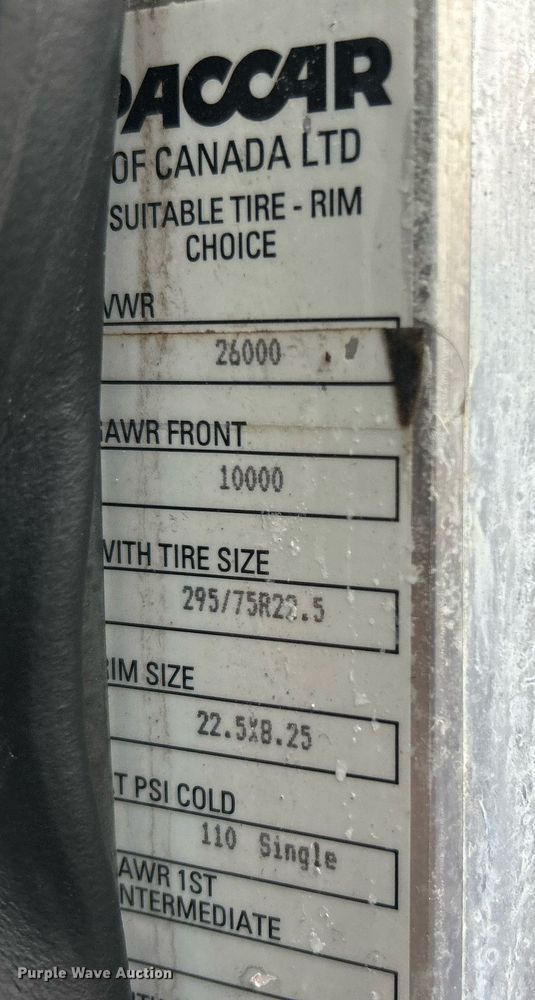 PACCAR
OF CANADA LTD
SUITABLE TIRE - RIM
CHOICE
VWR
26000
AWR FRONT
10000
WITH TIRE SIZE
295/75R22.5
RIM SIZE
22.5X8.25
T PSI COLD
110 Single
AWR 1ST
NTERMEDIATE
Purple Wave Auction